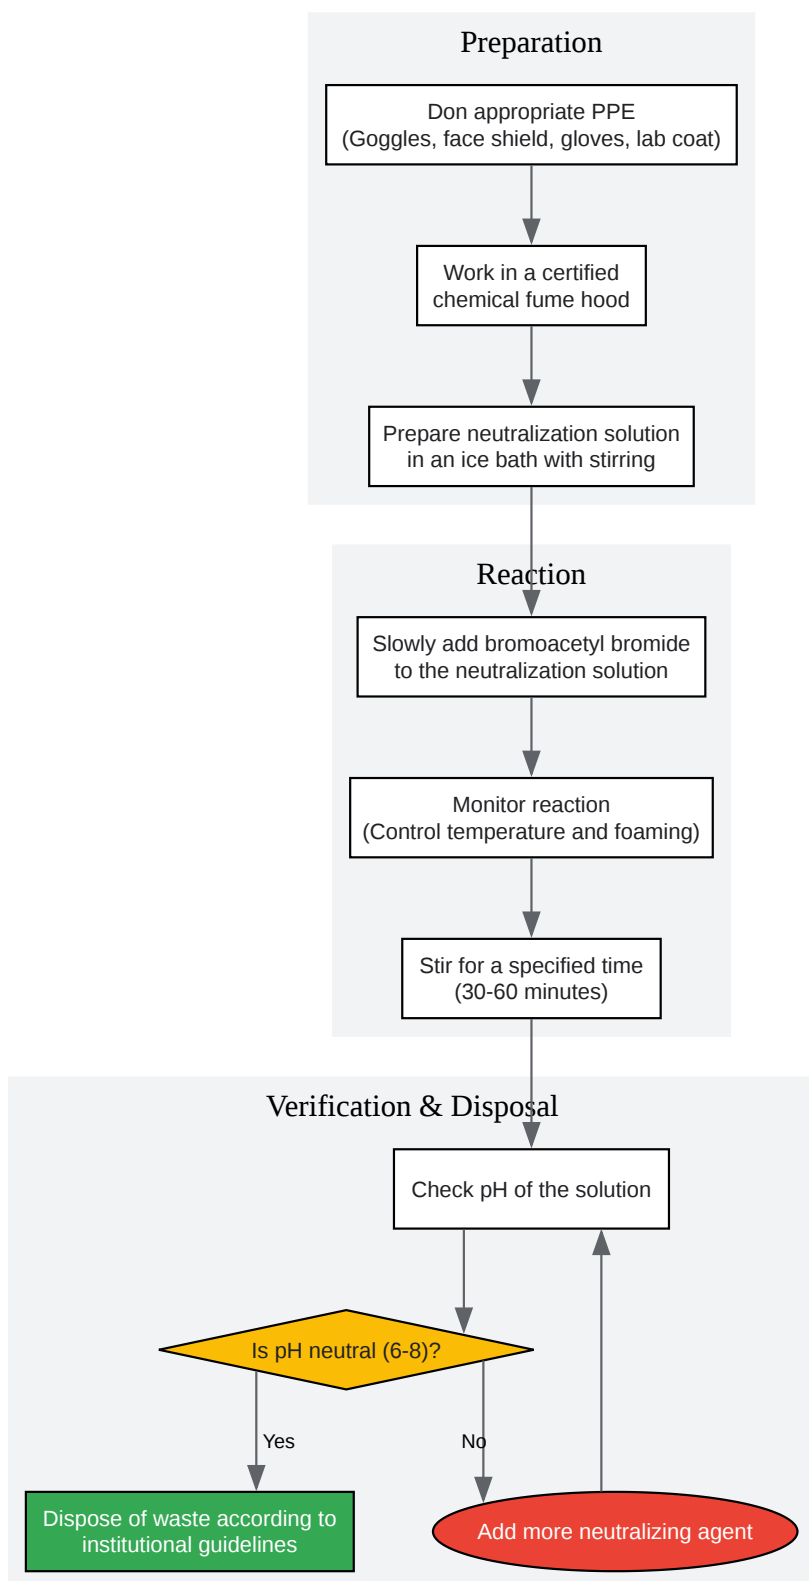 Preparation
Don appropriate PPE
(Goggles, face shield, gloves, lab coat)
Work in a certified
chemical fume hood
Prepare neutralization solution
in an ice bath with stirring
Reaction
Slowly add bromoacetyl bromide
to the neutralization solution
Monitor reaction
(Control temperature and foaming)
Stir for a specified time
(30-60 minutes)
Verification & Disposal
Check pH of the solution
Is pH neutral (6-8)?
Yes
No
Dispose of waste according to
institutional guidelines
Add more neutralizing agent